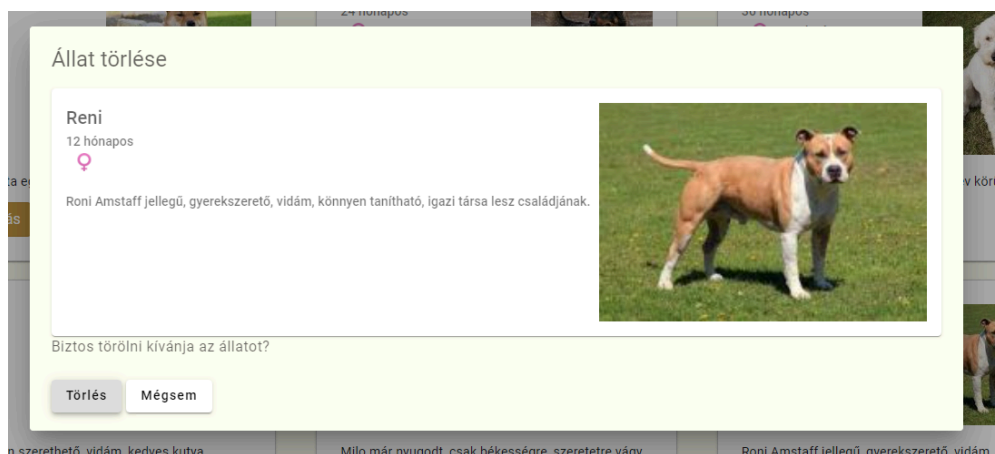 24 hónapos
36 hónapos
Állat törlése
Reni
12 hónapos
Roni Amstaff jellegű, gyerekszerető, vidám, könnyen tanítható, igazi társa lesz családjának.
Biztos törölni kívánja az állatot?
Törlés
Mégsem
szerethető, vidám, kedves kutya
Milo már nyugodt, csak békességre, szeretetre vágy
Roni Amstaff jellegű, gyerekszerető, vidám